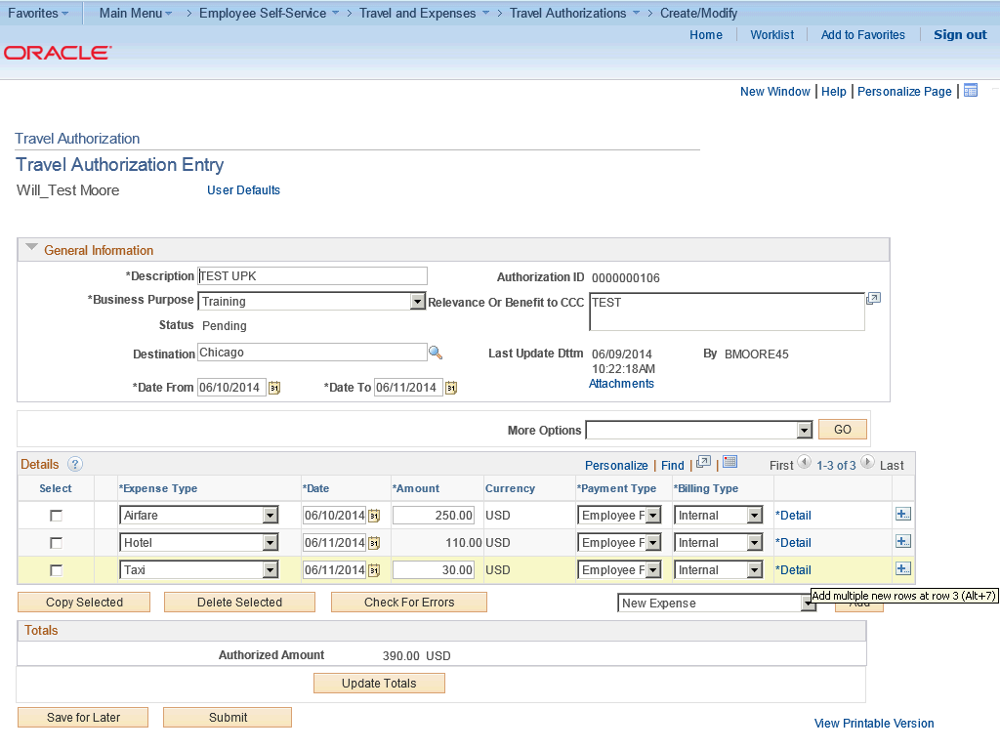 Favorites Main Menu > Employee Self-Service > Travel and Expenses > Travel Authorizations > Create/Modify
Home Worklist Add to Favorites Sign out
ORACLE
New Window | Help | Personalize Page |
Travel Authorization
Travel Authorization Entry
Will_Test Moore User Defaults
General Information
*Description TEST UPK Authorization ID 0000000106
*Business Purpose Training Relevance Or Benefit to CCC TEST
Status Pending
Destination Chicago Last Update Dttm 06/09/2014 By BMOORE45
10:22:18AM
Attachments
*Date From 06/10/2014 31 *Date To 06/11/2014 31
More Options GO
Details ? Personalize | Find | | First 1-3 of 3 Last
Select *Expense Type *Date *Amount Currency *Payment Type *Billing Type
Airfare 06/10/2014 31 250.00 USD Employee F Internal *Detail
Hotel 06/11/2014 31 110.00 USD Employee F Internal *Detail
Taxi 06/11/2014 31 30.00 USD Employee F Internal *Detail
Add multiple new rows at row 3 (Alt+7)
Copy Selected Delete Selected Check For Errors New Expense Add
Totals
Authorized Amount 390.00 USD
Update Totals
Save for Later Submit
View Printable Version